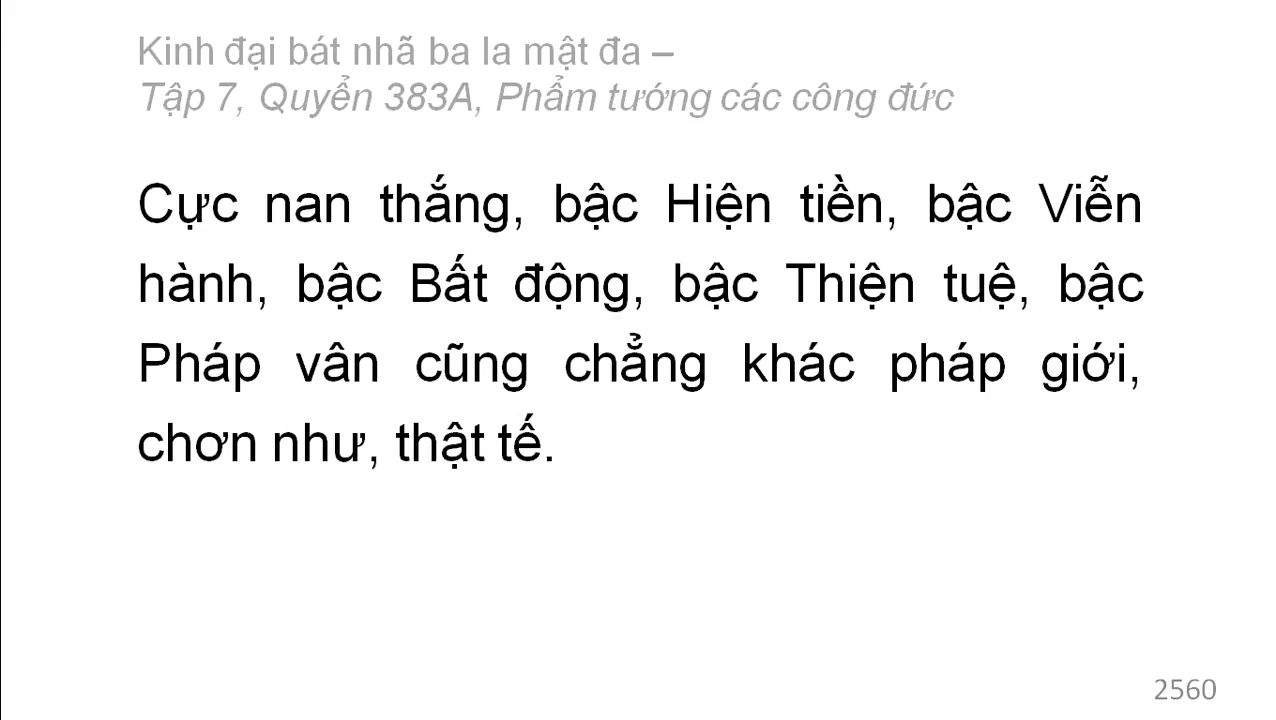 Kinh đại bát nhã ba la mật đa –
Tập 7, Quyển 383A, Phẩm tướng các công đức
Cực nan thắng, bậc Hiện tiền, bậc Viễn
hành, bậc Bất động, bậc Thiện tuệ, bậc
Pháp vân cũng chẳng khác pháp giới,
chơn như, thật tế.
2560